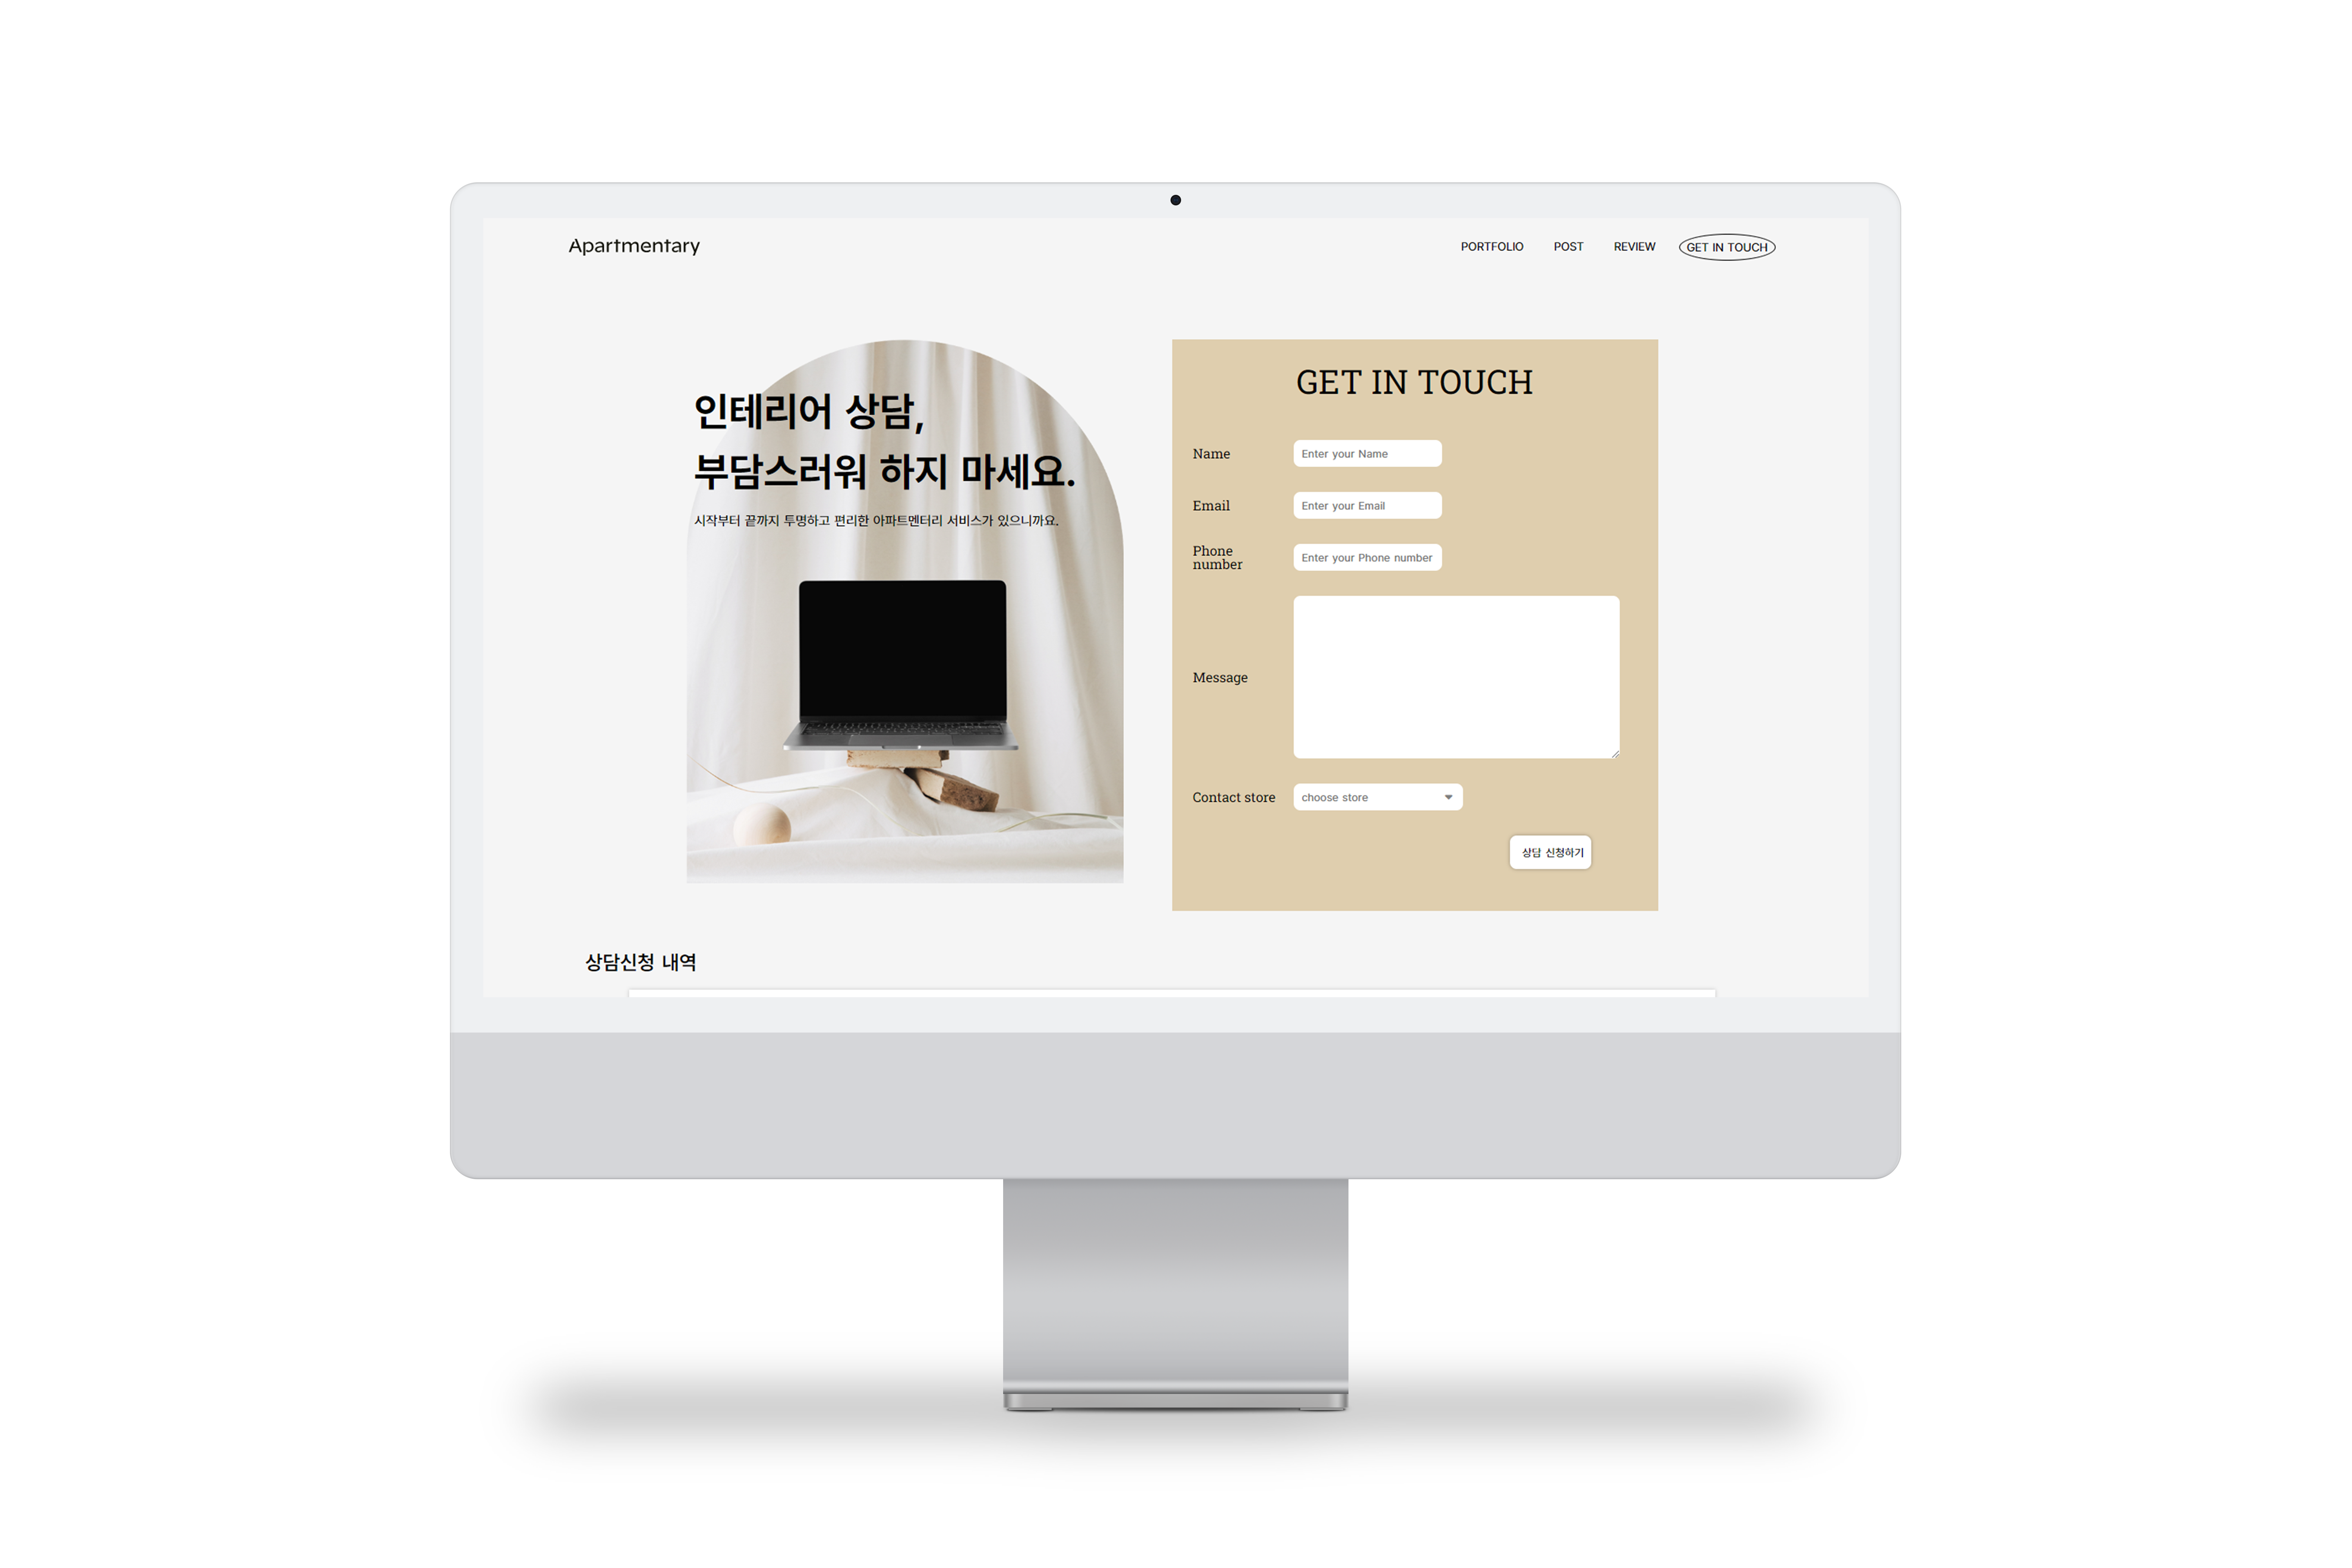 Apartmentary
PORTFOLIO POST REVIEW GET IN TOUCH
인테리어 상담,
부담스러워 하지 마세요.
시작부터 끝까지 투명하고 편리한 아파트멘터리 서비스가 있으니까요.
GET IN TOUCH
Name Enter your Name
Email Enter your Email
Phone
number Enter your Phone number
Message
Contact store choose store
상담 신청하기
상담신청 내역